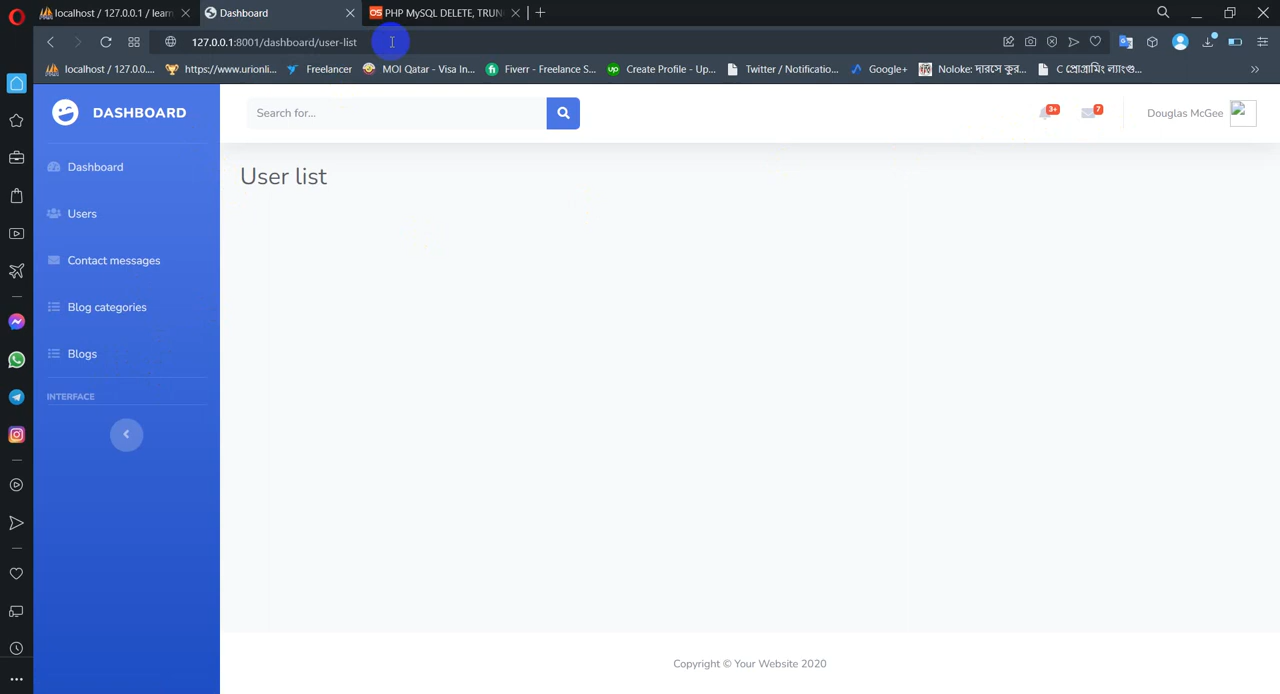 localhost / 127.0.0.1 / learn
Dashboard
PHP MySQL DELETE, TRUN
127.0.0.1:8001/dashboard/user-list
localhost / 127.0.0....
https://www.urionli...
Freelancer
MOI Qatar - Visa In...
Fiverr - Freelance S...
Create Profile - Up...
Twitter / Notificatio...
Google+
Noloke: দারসে কুর...
C প্রোগ্রামিং ল্যাংগু...
DASHBOARD
Search for...
3+
7
Douglas McGee
Dashboard
User list
Users
Contact messages
Blog categories
Blogs
INTERFACE
Copyright © Your Website 2020